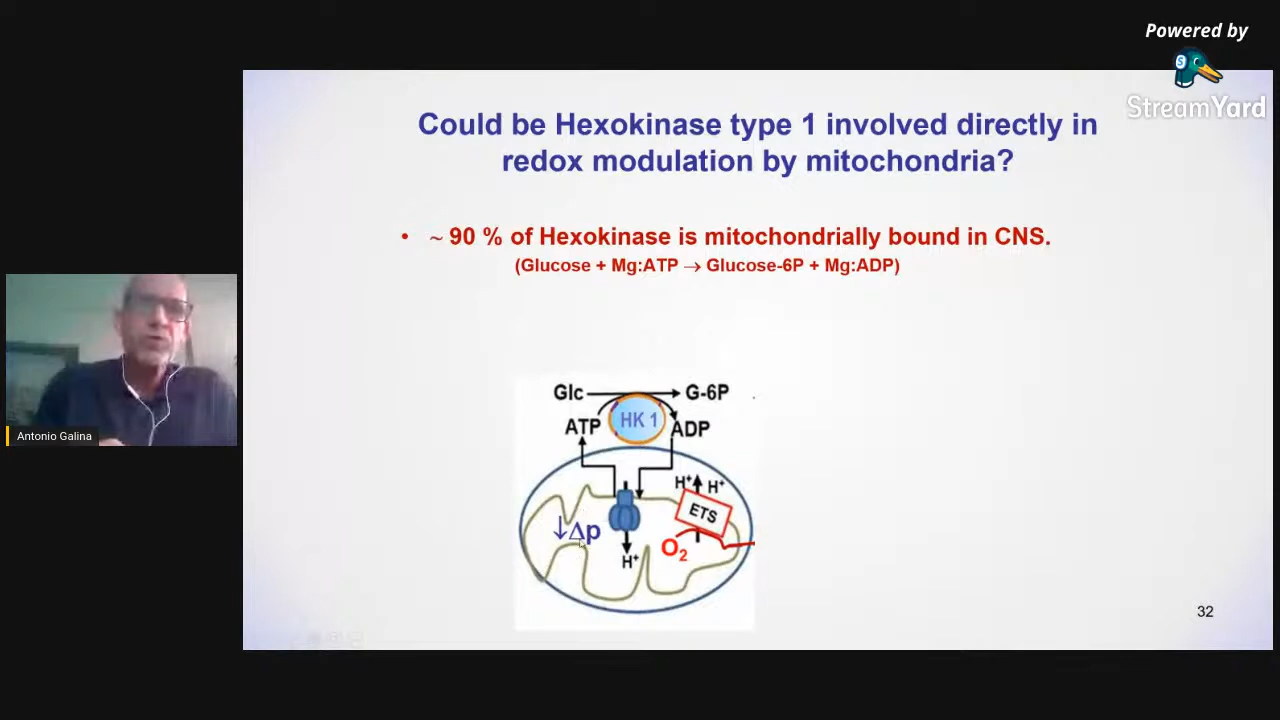 Powered by
StreamYard
Could be Hexokinase type 1 involved directly in
redox modulation by mitochondria?
• ~ 90 % of Hexokinase is mitochondrially bound in CNS.
(Glucose + Mg:ATP → Glucose-6P + Mg:ADP)
Glc
G-6P
HK 1
ATP
ADP
H⁺ H⁺
ETS
↓Δp
O₂
H⁺
Antonio Galina
32